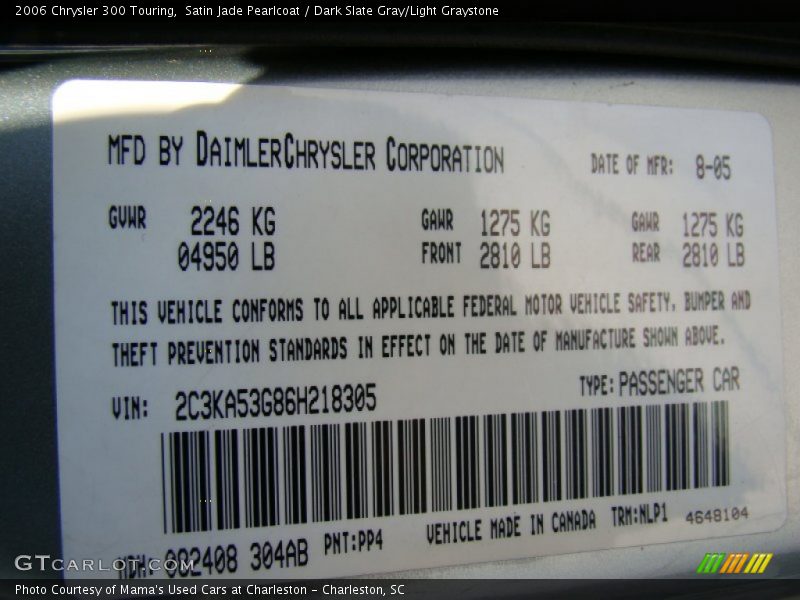 2006 Chrysler 300 Touring,  Satin Jade Pearlcoat / Dark Slate Gray/Light Graystone
MFD BY DAIMLERCHRYSLER CORPORATION DATE OF MFR: 8-05
GVWR 2246 KG GAWR 1275 KG GAWR 1275 KG
04950 LB FRONT 2810 LB REAR 2810 LB
THIS VEHICLE CONFORMS TO ALL APPLICABLE FEDERAL MOTOR VEHICLE SAFETY, BUMPER AND
THEFT PREVENTION STANDARDS IN EFFECT ON THE DATE OF MANUFACTURE SHOWN ABOVE.
VIN: 2C3KA53G86H218305 TYPE: PASSENGER CAR
MDH: 082408 304AB PNT:PP4 VEHICLE MADE IN CANADA TRM:NLP1 4648104
GTCARLOT.COM
Photo Courtesy of Mama's Used Cars at Charleston - Charleston, SC